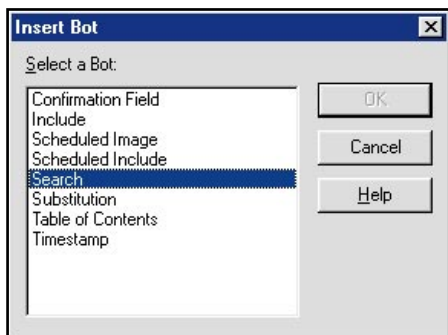 Insert Bot
Select a Bot:
Confirmation Field
Include
Scheduled Image
Scheduled Include
Search
Substitution
Table of Contents
Timestamp
OK
Cancel
Help